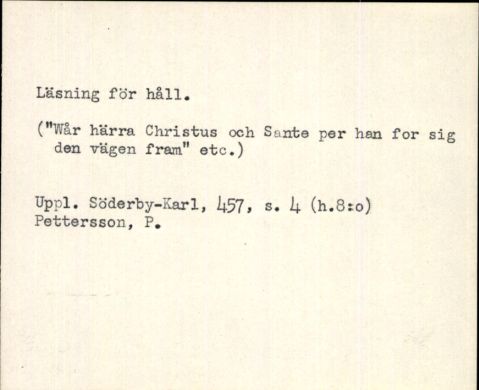 Läsning för håll.
("Wår härra Christus och Sante per han for sig
den vägen fram" etc.)
Uppl. Söderby-Karl, 457, s. 4 (h.8:o)
Pettersson, P.